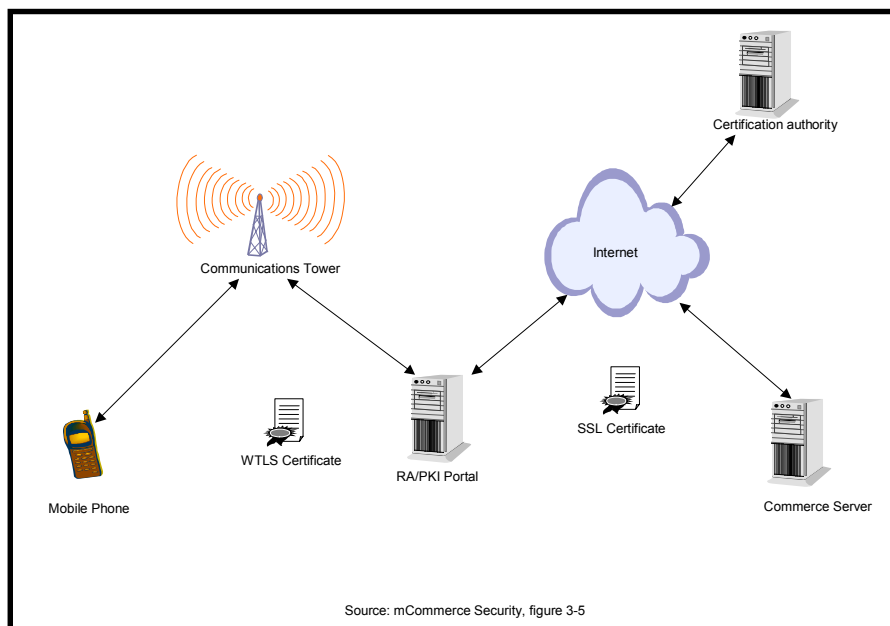 Certification authority
Internet
Communications Tower
SSL Certificate
WTLS Certificate
RA/PKI Portal
Mobile Phone
Commerce Server
Source: mCommerce Security, figure 3-5